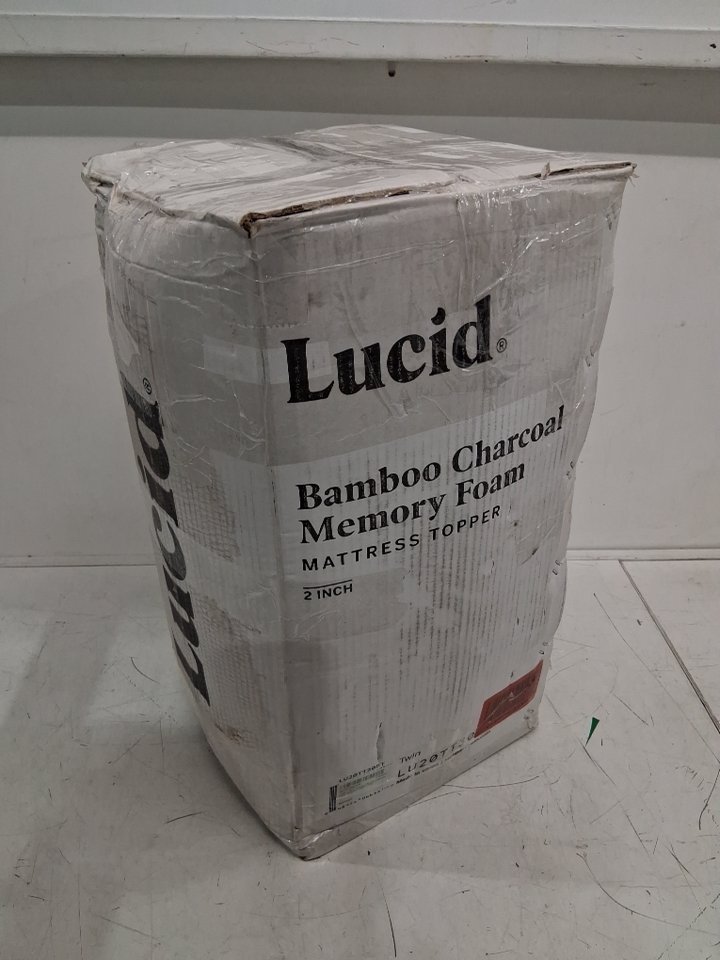 Lucid®
Lucid®
Bamboo Charcoal
Memory Foam
MATTRESS TOPPER
2 INCH
Twin